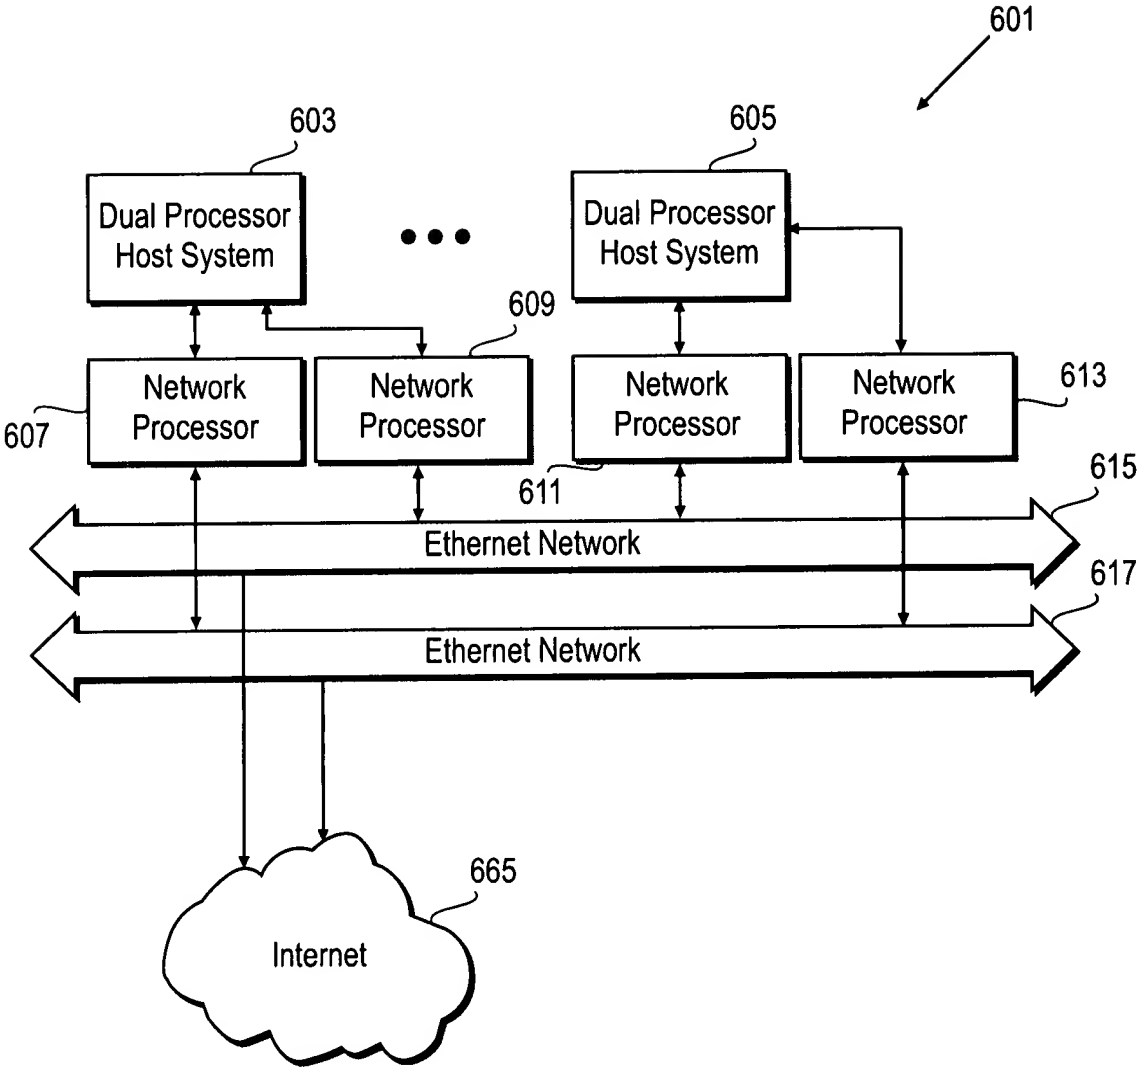 601
603
605
Dual Processor
Host System
Dual Processor
Host System
609
Network
Processor
Network
Processor
Network
Processor
Network
Processor
613
607
611
615
Ethernet Network
617
Ethernet Network
665
Internet